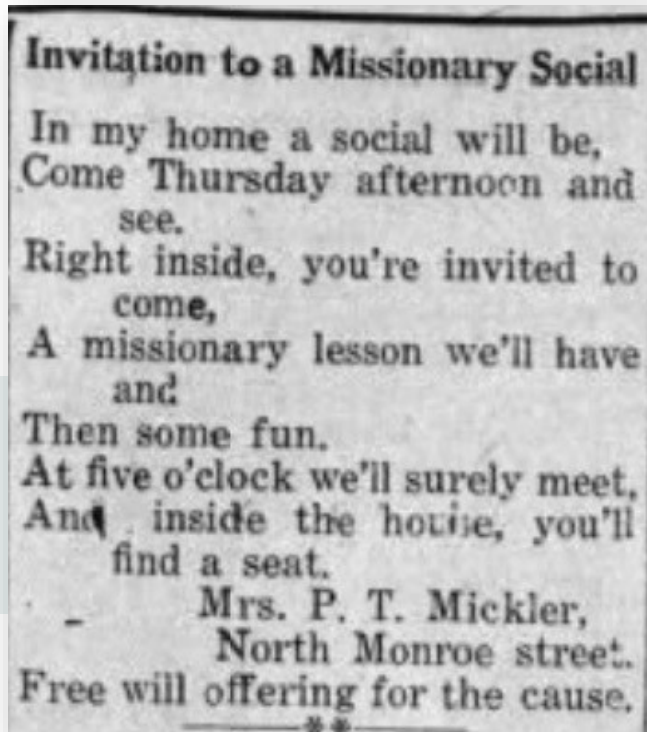 Invitation to a Missionary Social
In my home a social will be,
Come Thursday afternoon and
see.
Right inside, you're invited to
come,
A missionary lesson we'll have
and
Then some fun.
At five o'clock we'll surely meet,
And inside the house, you'll
find a seat.
Mrs. P. T. Mickler,
North Monroe street.
Free will offering for the cause.
**